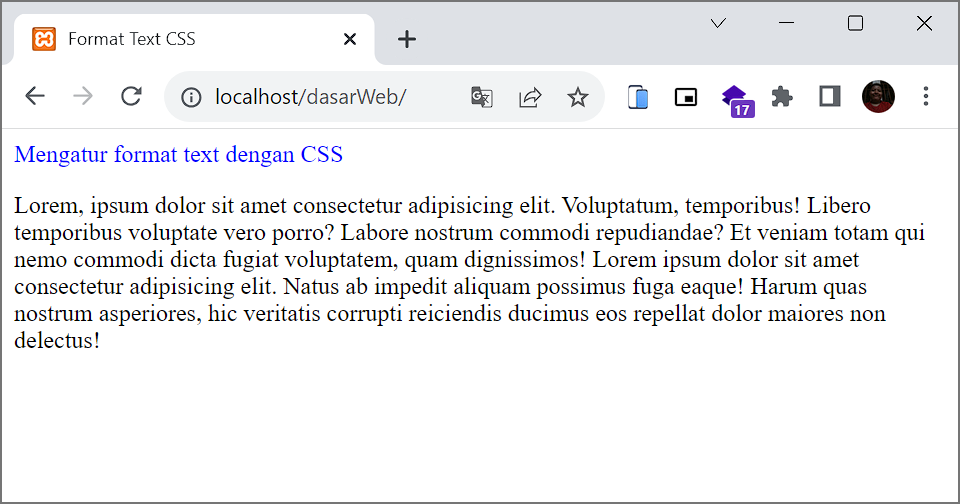 Format Text CSS
localhost/dasarWeb/
17
Mengatur format text dengan CSS
Lorem, ipsum dolor sit amet consectetur adipisicing elit. Voluptatum, temporibus! Libero
temporibus voluptate vero porro? Labore nostrum commodi repudiandae? Et veniam totam qui
nemo commodi dicta fugiat voluptatem, quam dignissimos! Lorem ipsum dolor sit amet
consectetur adipisicing elit. Natus ab impedit aliquam possimus fuga eaque! Harum quas
nostrum asperiores, hic veritatis corrupti reiciendis ducimus eos repellat dolor maiores non
delectus!